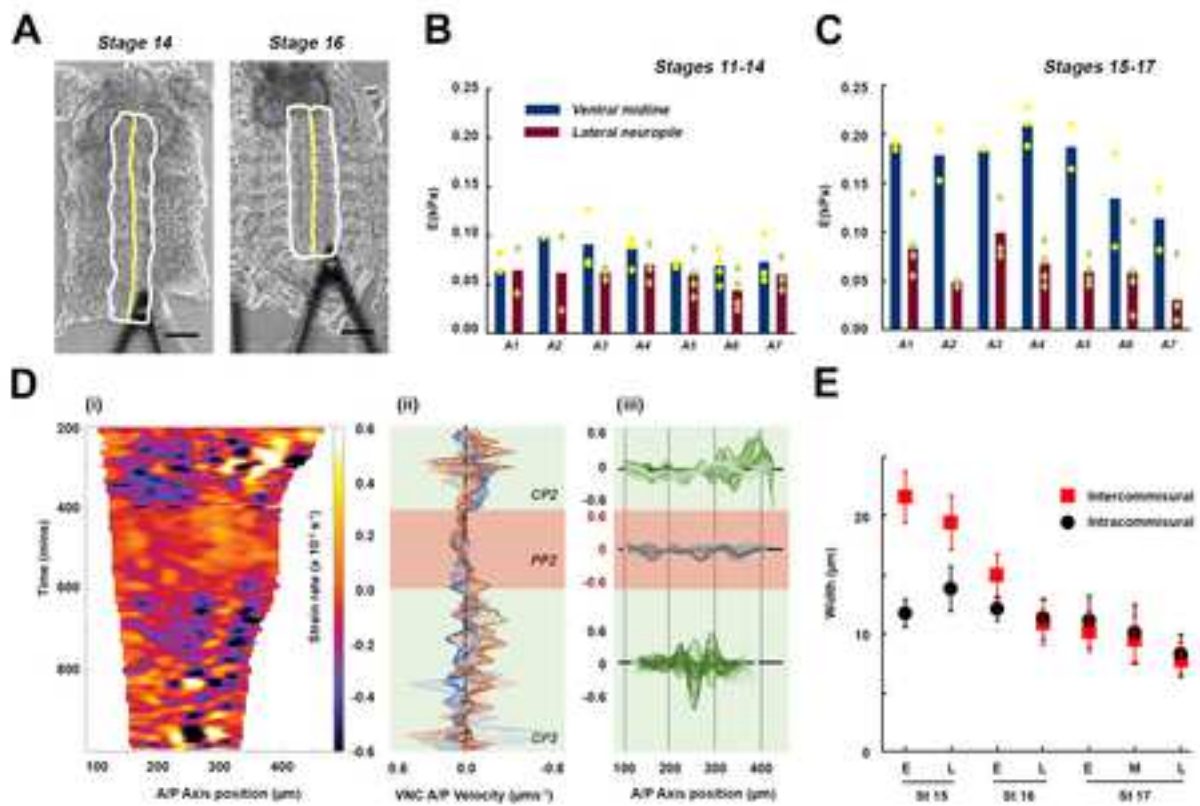 A
Stage 14
Stage 16
B
Stages 11-14
E(kPa)
0.25
0.20
0.15
0.10
0.05
0.00
Ventral midline
Lateral neuropile
A1 A2 A3 A4 A5 A6 A7
C
Stages 15-17
E(kPa)
0.25
0.20
0.15
0.10
0.05
0.00
A1 A2 A3 A4 A5 A6 A7
D
(i)
Time (mins)
200
400
600
800
100 200 300 400
A/P Axis position (µm)
Strain rate
0.6
0.4
0.2
0.0
-0.2
-0.4
-0.6
(ii)
CP2
PP2
CP3
0.6 0.0 -0.6
VNC A/P Velocity
(iii)
0.6
0
-0.6
0.6
0
-0.6
0.6
0
-0.6
100 200 300 400
A/P Axis position (µm)
E
Width (µm)
20
10
0
Intercommisural
Intracommisural
E L E L E M L
St 15 St 16 St 17